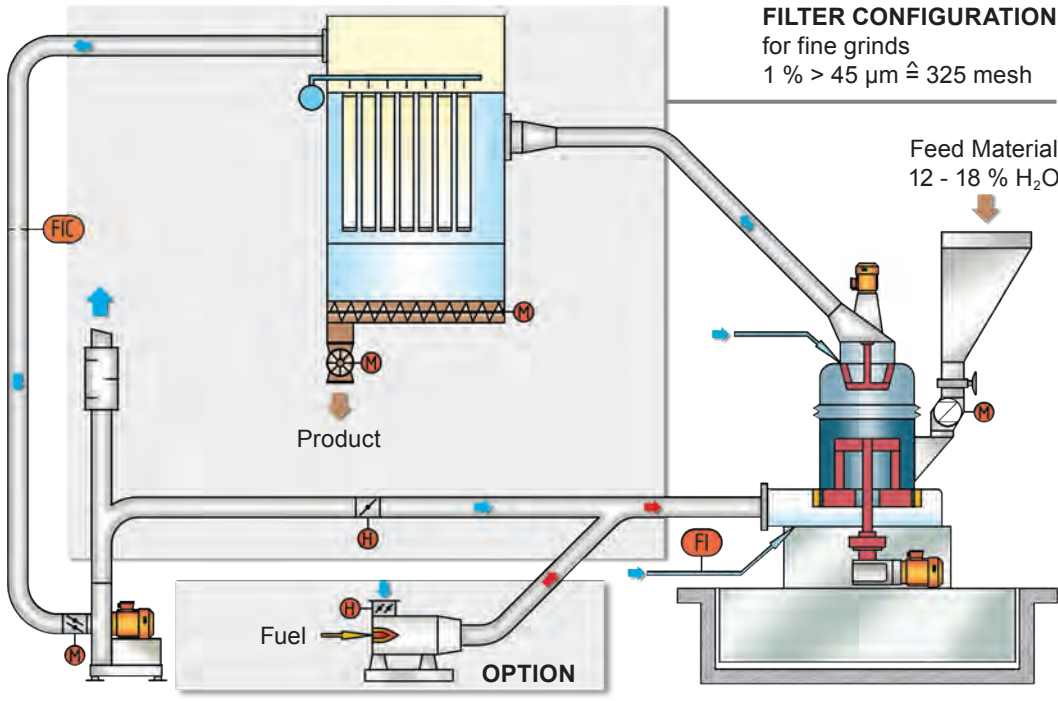 FILTER CONFIGURATION
for fine grinds
1 % > 45 µm ≙ 325 mesh
Feed Material
12 - 18 % H₂O
FIC
M
M
M
Product
H
FI
H
Fuel
M
OPTION